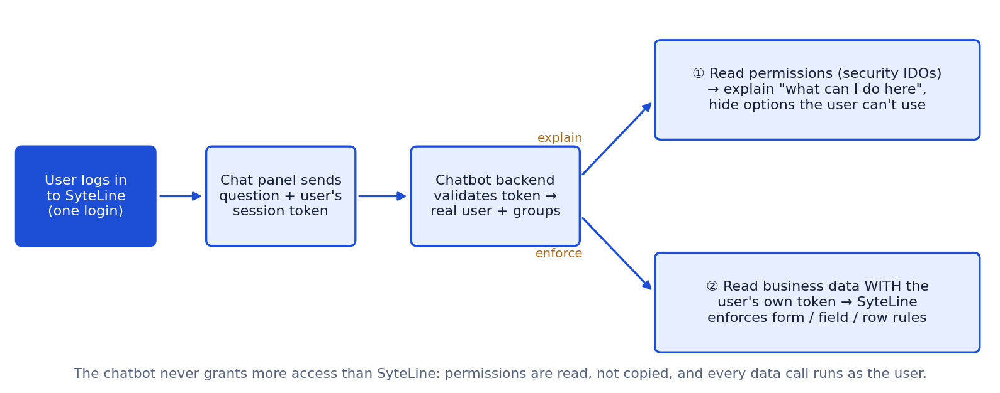 User logs in
to SyteLine
(one login)
Chat panel sends
question + user's
session token
Chatbot backend
validates token →
real user + groups
explain
enforce
① Read permissions (security IDOs)
→ explain "what can I do here",
hide options the user can't use
② Read business data WITH the
user's own token → SyteLine
enforces form / field / row rules
The chatbot never grants more access than SyteLine: permissions are read, not copied, and every data call runs as the user.